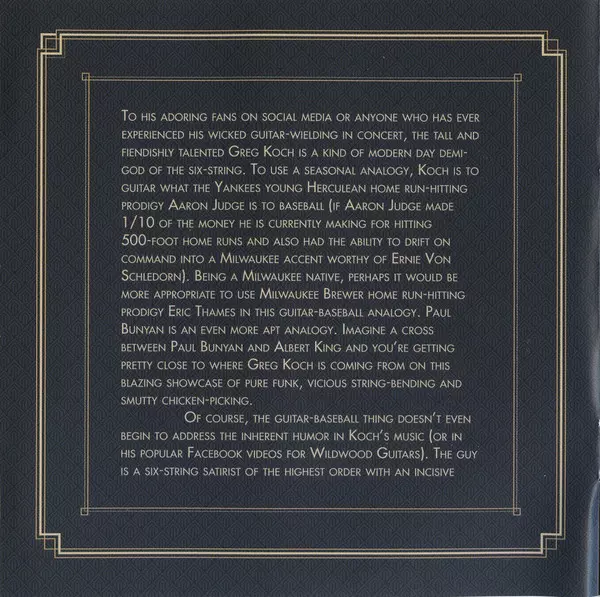 To his adoring fans on social media or anyone who has ever
experienced his wicked guitar-wielding in concert, the tall and
fiendishly talented Greg Koch is a kind of modern day demi-
god of the six-string. To use a seasonal analogy, Koch is to
guitar what the Yankees young Herculean home run-hitting
prodigy Aaron Judge is to baseball (if Aaron Judge made
1/10 of the money he is currently making for hitting
500-foot home runs and also had the ability to drift on
command into a Milwaukee accent worthy of Ernie Von
Schledorn). Being a Milwaukee native, perhaps it would be
more appropriate to use Milwaukee Brewer home run-hitting
prodigy Eric Thames in this guitar-baseball analogy. Paul
Bunyan is an even more apt analogy. Imagine a cross
between Paul Bunyan and Albert King and you're getting
pretty close to where Greg Koch is coming from on this
blazing showcase of pure funk, vicious string-bending and
smutty chicken-picking.
Of course, the guitar-baseball thing doesn't even
begin to address the inherent humor in Koch's music (or in
his popular Facebook videos for Wildwood Guitars). The guy
is a six-string satirist of the highest order with an incisive